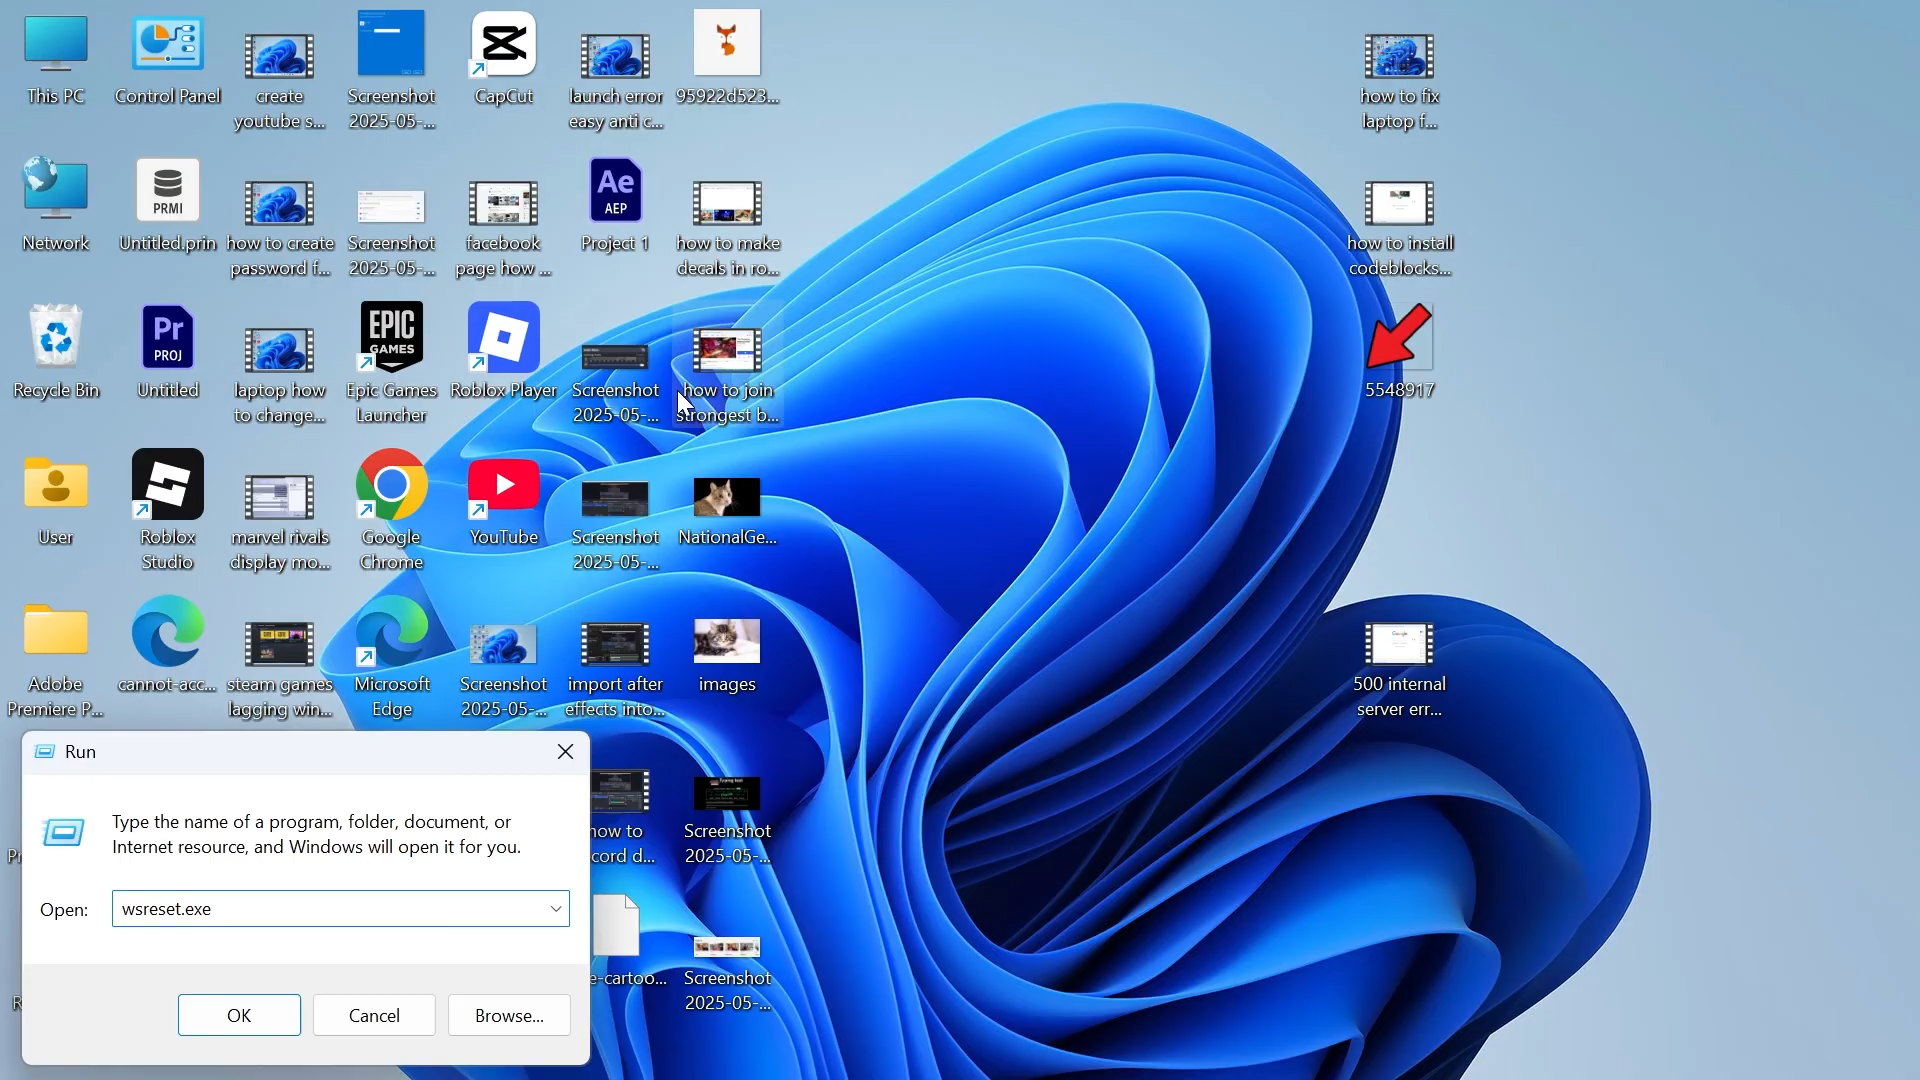 This PC
Control Panel
create
youtube s...
Screenshot
2025-05-...
CapCut
launch error
easy anti c...
95922d523...
how to fix
laptop f...
Network
PRMI
Untitled.prin
how to create
password f...
Screenshot
2025-05-...
facebook
page how ...
Ae
AEP
Project 1
how to make
decals in ro...
how to install
codeblocks...
Recycle Bin
Pr
PROJ
Untitled
laptop how
to change...
EPIC
GAMES
Epic Games
Launcher
Roblox Player
Screenshot
2025-05-...
how to join
strongest b...
5548917
User
Roblox
Studio
marvel rivals
display mo...
Google
Chrome
YouTube
Screenshot
2025-05-...
NationalGe...
Adobe
Premiere P...
cannot-acc...
steam games
lagging win...
Microsoft
Edge
Screenshot
2025-05-...
import after
effects into...
images
Google
500 internal
server err...
Run
Type the name of a program, folder, document, or
Internet resource, and Windows will open it for you.
Open:
wsreset.exe
OK
Cancel
Browse...
how to
cord d...
Typing test
Screenshot
2025-05-...
e-cartoo...
Screenshot
2025-05-...